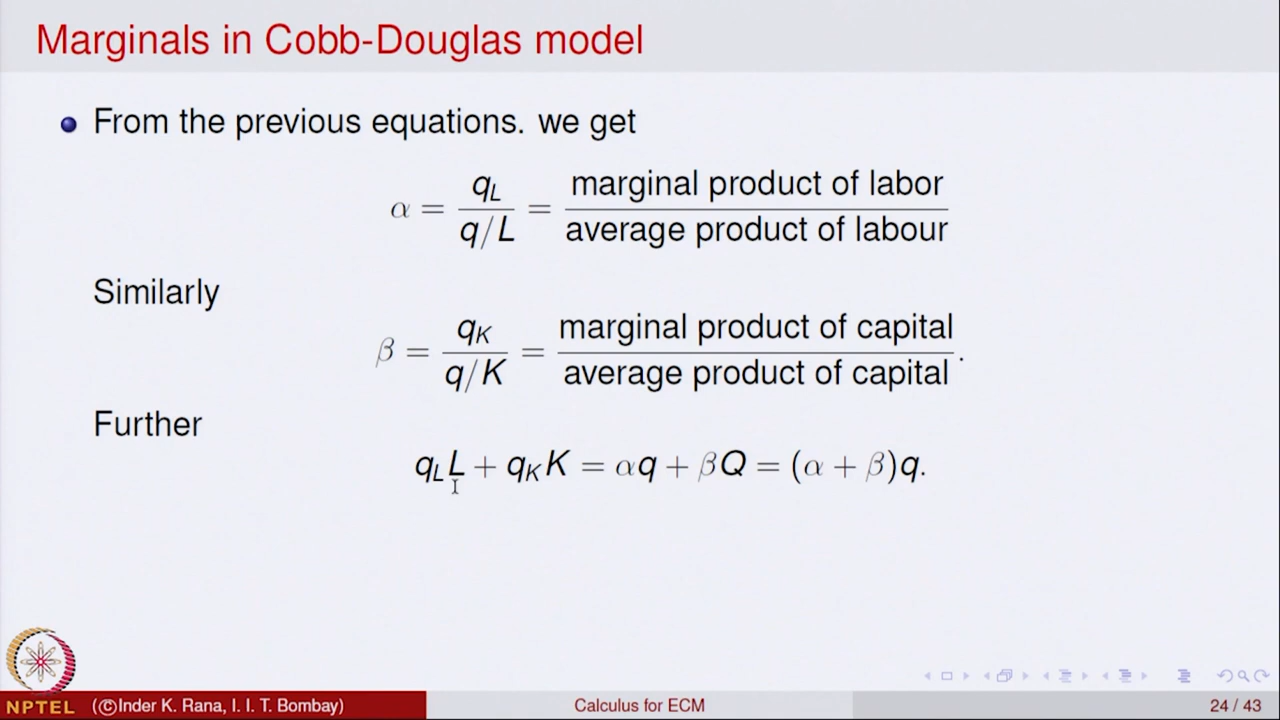 Marginals in Cobb-Douglas model
From the previous equations. we get
α = q_L / (q/L) = marginal product of labor / average product of labour
Similarly
β = q_K / (q/K) = marginal product of capital / average product of capital.
Further
q_L L + q_K K = αq + βQ = (α + β)q.
NPTEL
(©Inder K. Rana, I. I. T. Bombay)
Calculus for ECM
24 / 43